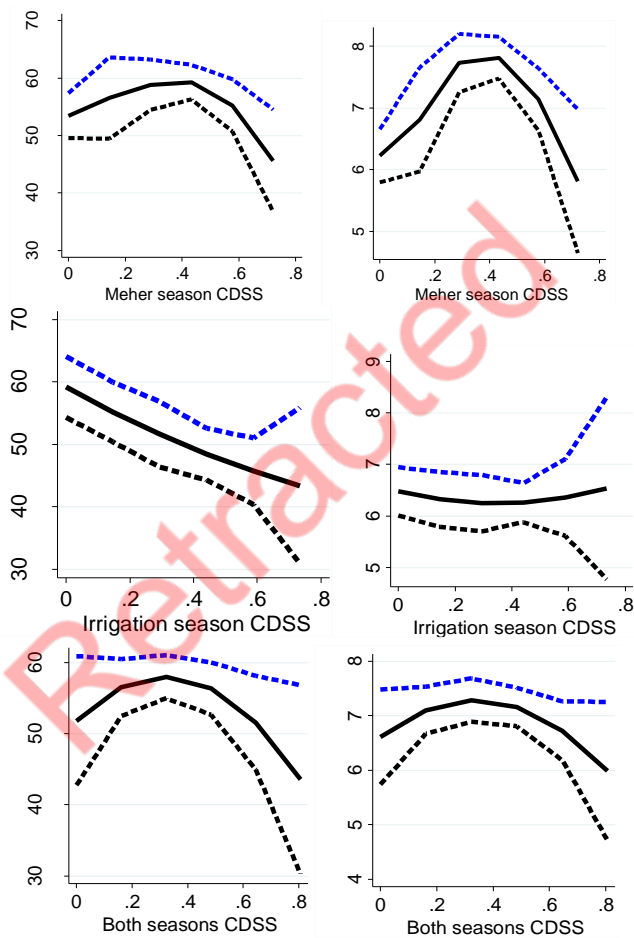 70
60
50
40
30
0 .2 .4 .6 .8
Meher season CDSS
8
7
6
5
0 .2 .4 .6 .8
Meher season CDSS
70
60
50
40
30
0 .2 .4 .6 .8
Irrigation season CDSS
9
8
7
6
5
0 .2 .4 .6 .8
Irrigation season CDSS
60
50
40
30
0 .2 .4 .6 .8
Both seasons CDSS
8
7
6
5
4
0 .2 .4 .6 .8
Both seasons CDSS
Retracted